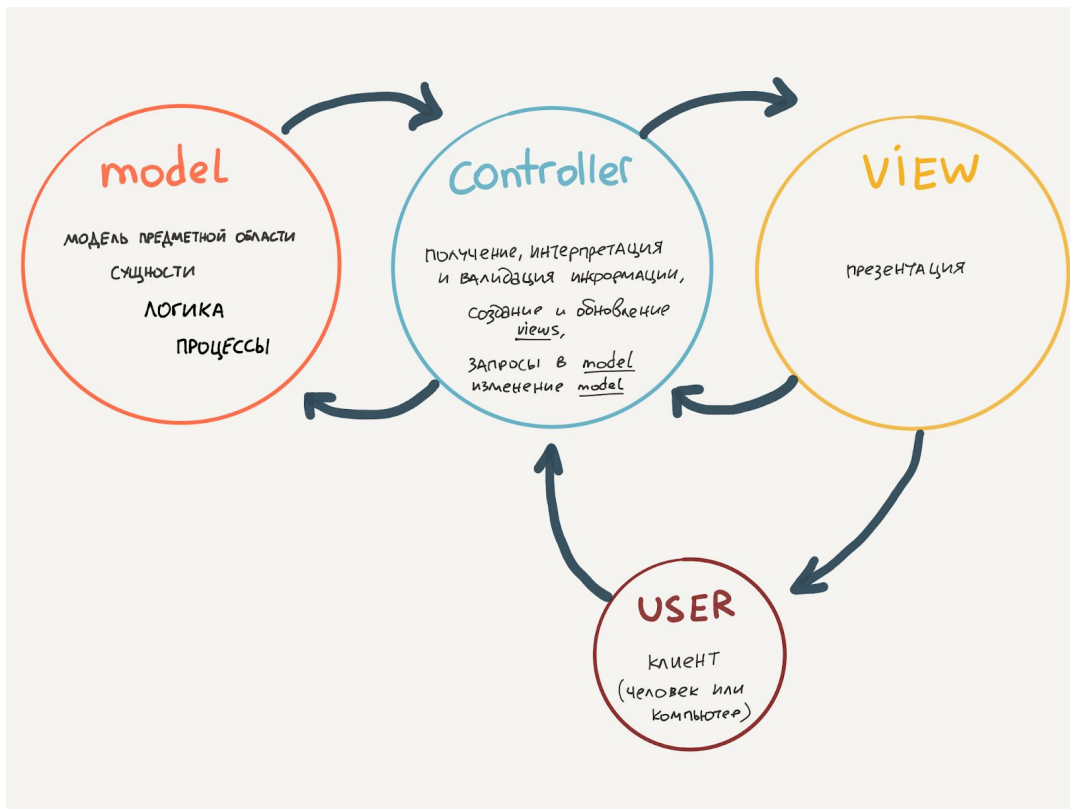 model
МОДЕЛЬ ПРЕДМЕТНОЙ ОБЛАСТИ
СУЩНОСТИ
ЛОГИКА
ПРОЦЕССЫ
controller
ПОЛУЧЕНИЕ, ИНТЕРПРЕТАЦИЯ
и ВАЛИДАЦИЯ ИНФОРМАЦИИ,
создание и обновление
views,
ЗАПРОСЫ В model
изменение model
VIEW
ПРЕЗЕНТАЦИЯ
USER
КЛИЕНТ
(человек или
компьютер)